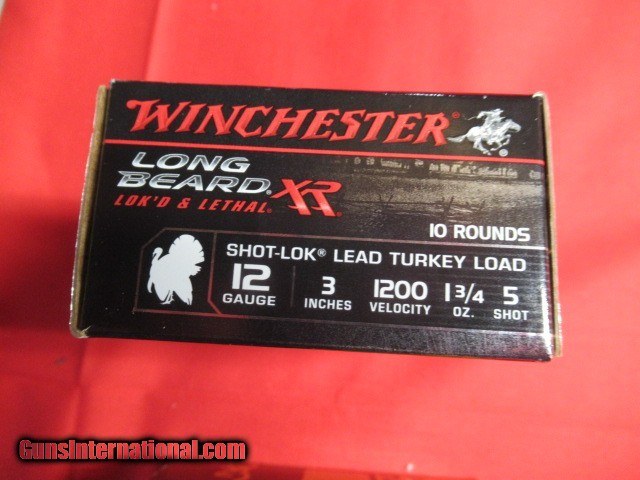 WINCHESTER
LONG
BEARD® XR
LOK'D & LETHAL
10 ROUNDS
SHOT-LOK® LEAD TURKEY LOAD
12 3 1200 1 3/4 5
GAUGE INCHES VELOCITY OZ. SHOT
GunsInternational.com